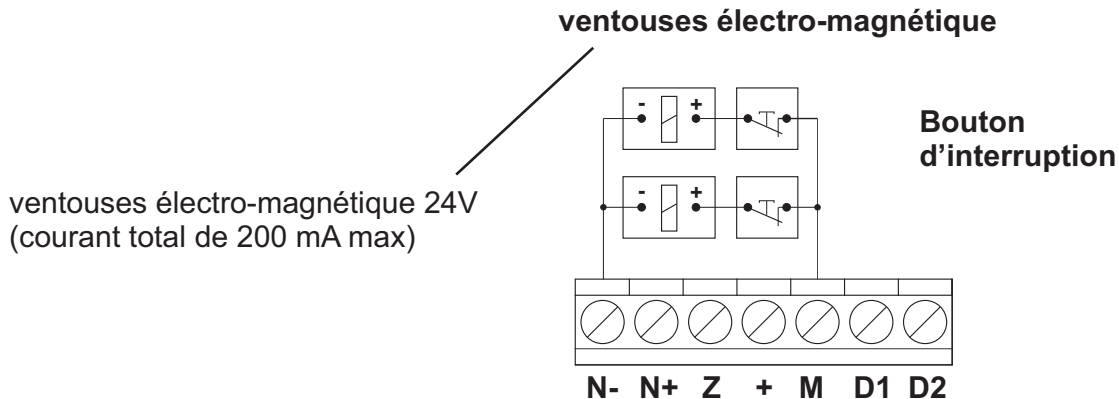 ventouses électro-magnétique
- +
Bouton
d'interruption
- +
ventouses électro-magnétique 24V
(courant total de 200 mA max)
N- N+ Z + M D1 D2